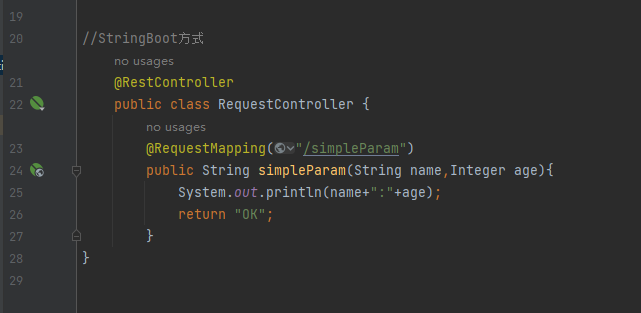 19
20 //StringBoot方式
no usages
21 @RestController
22 public class RequestController {
no usages
23 @RequestMapping("/simpleParam")
24 public String simpleParam(String name,Integer age){
25 System.out.println(name+":"+age);
26 return "OK";
27 }
28 }
29